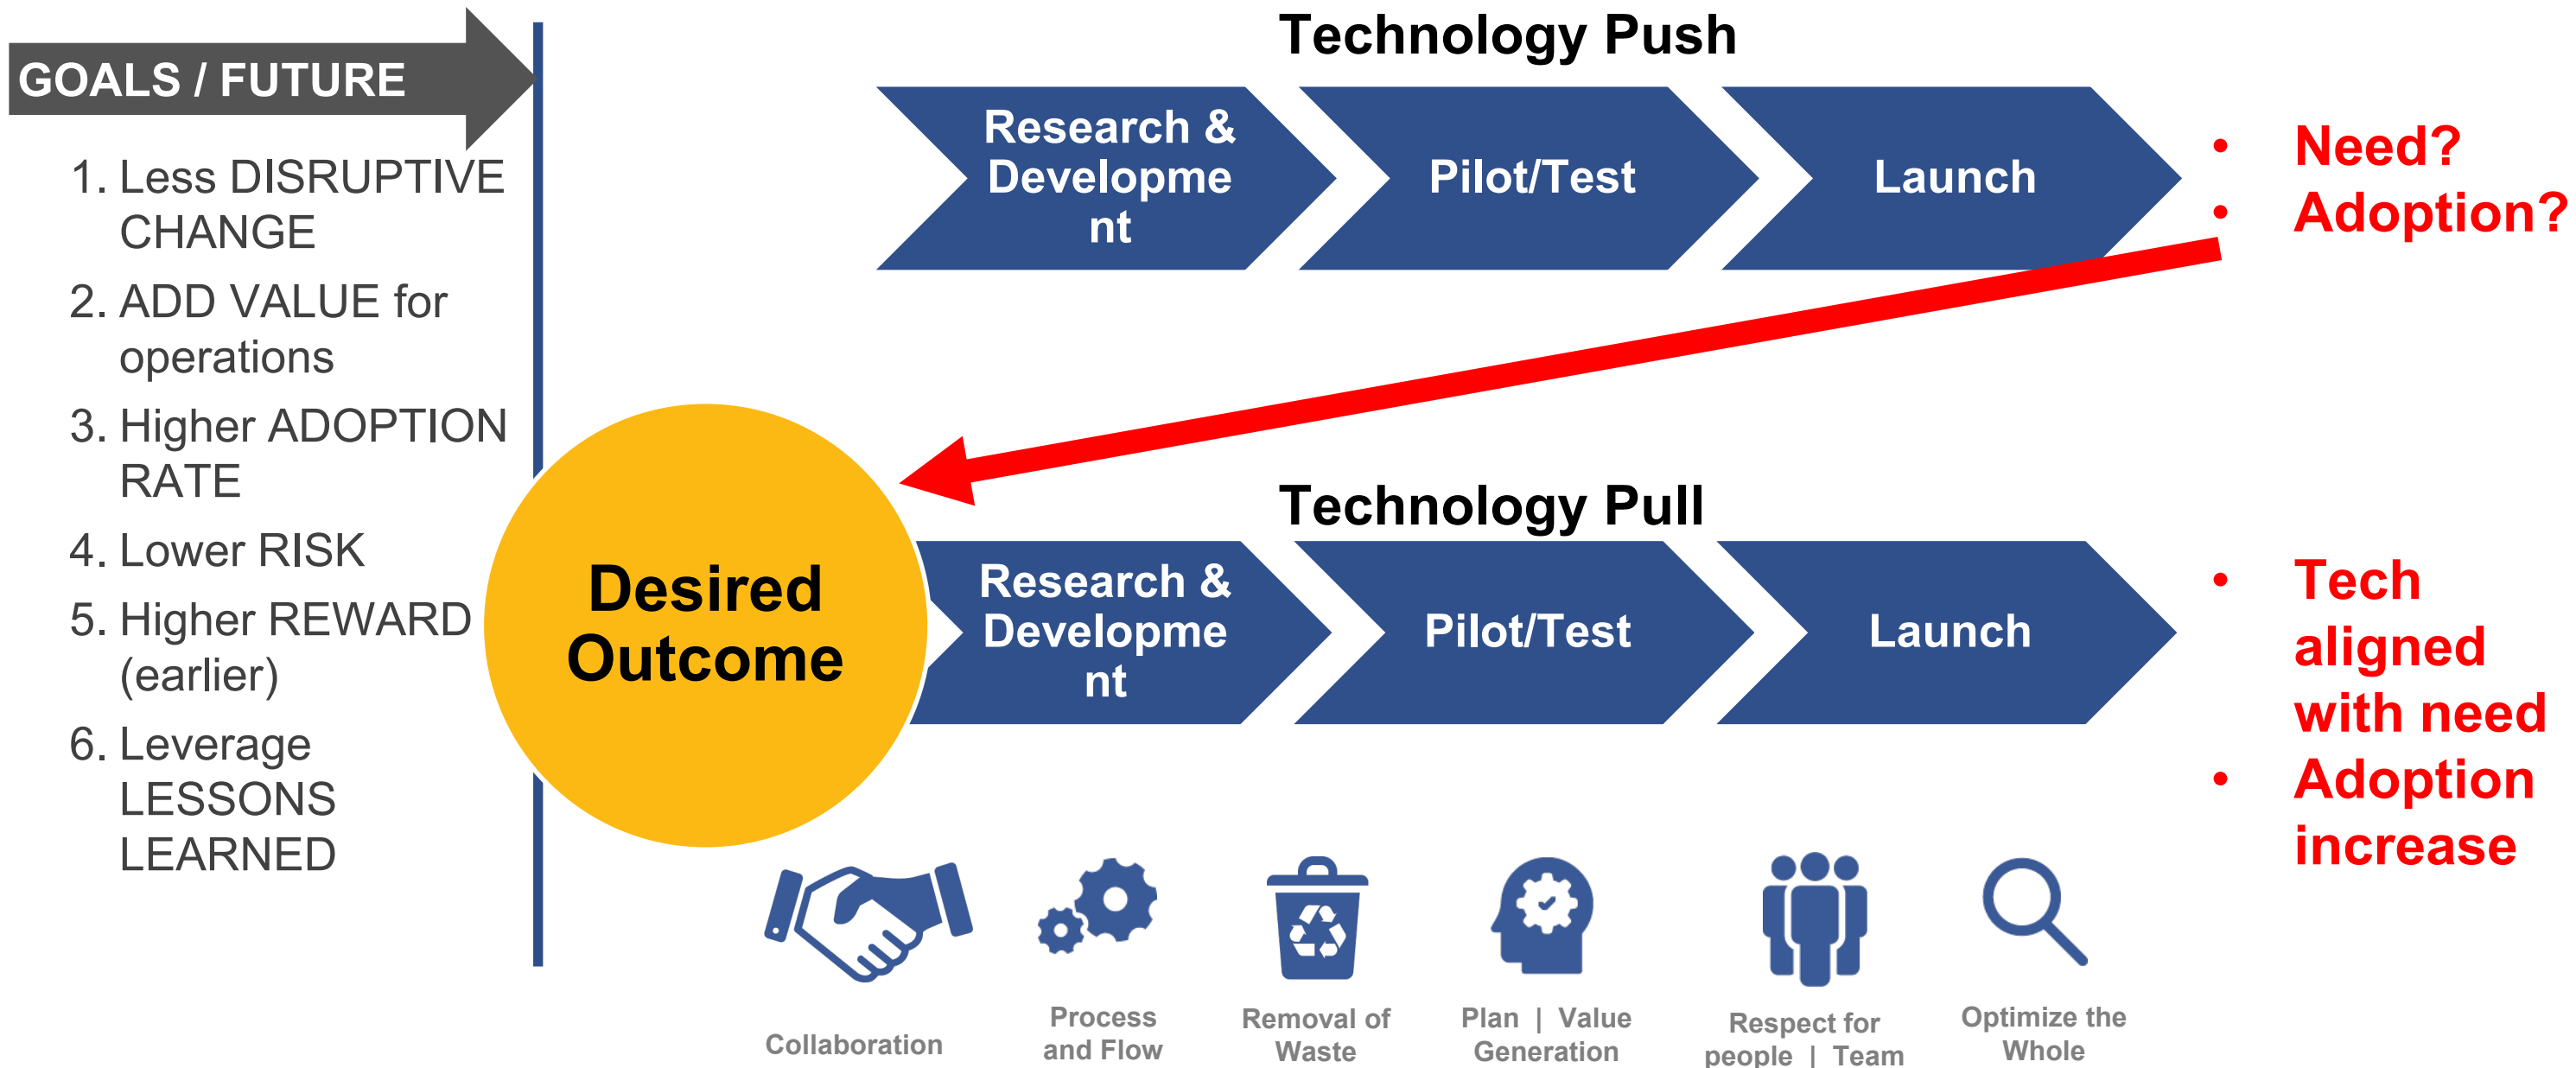 GOALS / FUTURE
1. Less DISRUPTIVE
CHANGE
2. ADD VALUE for
operations
3. Higher ADOPTION
RATE
4. Lower RISK
5. Higher REWARD
(earlier)
6. Leverage
LESSONS
LEARNED
Technology Push
Research &
Developme
nt
Pilot/Test
Launch
• Need?
• Adoption?
Desired
Outcome
Technology Pull
Research &
Developme
nt
Pilot/Test
Launch
• Tech
aligned
with need
• Adoption
increase
Collaboration
Process
and Flow
Removal of
Waste
Plan | Value
Generation
Respect for
people | Team
Optimize the
Whole